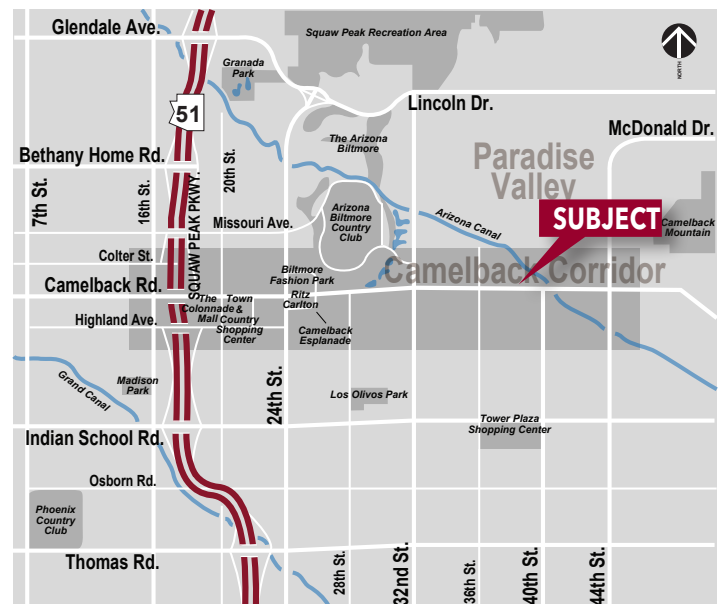 Glendale Ave.
Squaw Peak Recreation Area
NORTH
Granada
Park
51
Lincoln Dr.
McDonald Dr.
The Arizona
Biltmore
Bethany Home Rd.
Paradise
Valley
7th St.
16th St.
SQUAW PEAK PKWY.
20th St.
Missouri Ave.
Arizona
Biltmore
Country
Club
Arizona Canal
SUBJECT
Camelback
Mountain
Colter St.
Camelback Rd.
Biltmore
Fashion Park
Camelback Corridor
The
Colonnade
Mall
Town
&
Country
Shopping
Center
Ritz
Carlton
Highland Ave.
Camelback
Esplanade
Grand Canal
Madison
Park
24th St.
Los Olivos Park
Tower Plaza
Shopping Center
Indian School Rd.
Osborn Rd.
Phoenix
Country
Club
Thomas Rd.
28th St.
32nd St.
36th St.
40th St.
44th St.